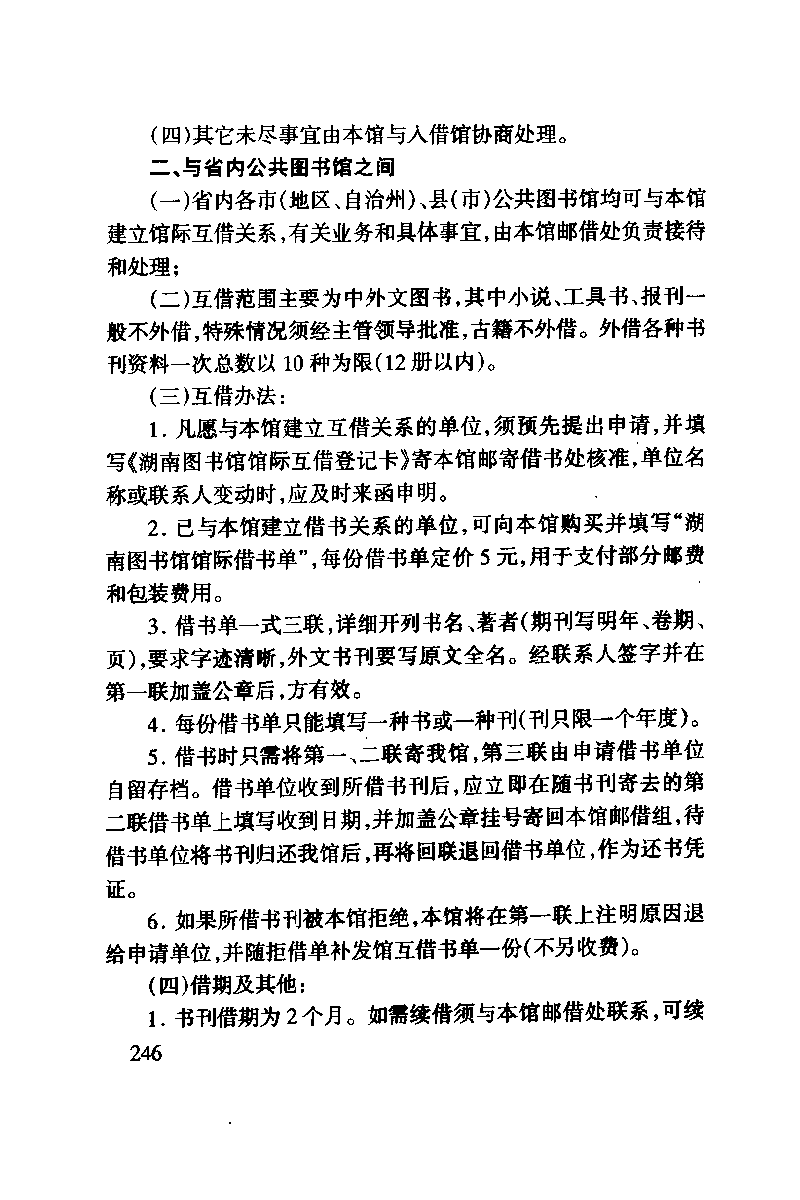 (四)其它未尽事宜由本馆与入借馆协商处理。
二、与省内公共图书馆之间
(一)省内各市(地区、自治州)、县(市)公共图书馆均可与本馆
建立馆际互借关系,有关业务和具体事宜,由本馆邮借处负责接待
和处理;
(二)互借范围主要为中外文图书,其中小说、工具书、报刊一
般不外借,特殊情况须经主管领导批准,古籍不外借。外借各种书
刊资料一次总数以 10 种为限(12 册以内)。
(三)互借办法:
1. 凡愿与本馆建立互借关系的单位,须预先提出申请,并填
写《湖南图书馆馆际互借登记卡》寄本馆邮寄借书处核准,单位名
称或联系人变动时,应及时来函申明。
2. 已与本馆建立借书关系的单位,可向本馆购买并填写“湖
南图书馆馆际借书单”,每份借书单定价 5 元,用于支付部分邮费
和包装费用。
3. 借书单一式三联,详细开列书名、著者(期刊写明年、卷期、
页),要求字迹清晰,外文书刊要写原文全名。经联系人签字并在
第一联加盖公章后,方有效。
4. 每份借书单只能填写一种书或一种刊(刊只限一个年度)。
5. 借书时只需将第一、二联寄我馆,第三联由申请借书单位
自留存档。借书单位收到所借书刊后,应立即在随书刊寄去的第
二联借书单上填写收到日期,并加盖公章挂号寄回本馆邮借组,待
借书单位将书刊归还我馆后,再将回联退回借书单位,作为还书凭
证。
6. 如果所借书刊被本馆拒绝,本馆将在第一联上注明原因退
给申请单位,并随拒借单补发馆互借书单一份(不另收费)。
(四)借期及其他:
1. 书刊借期为 2 个月。如需续借须与本馆邮借处联系,可续
246